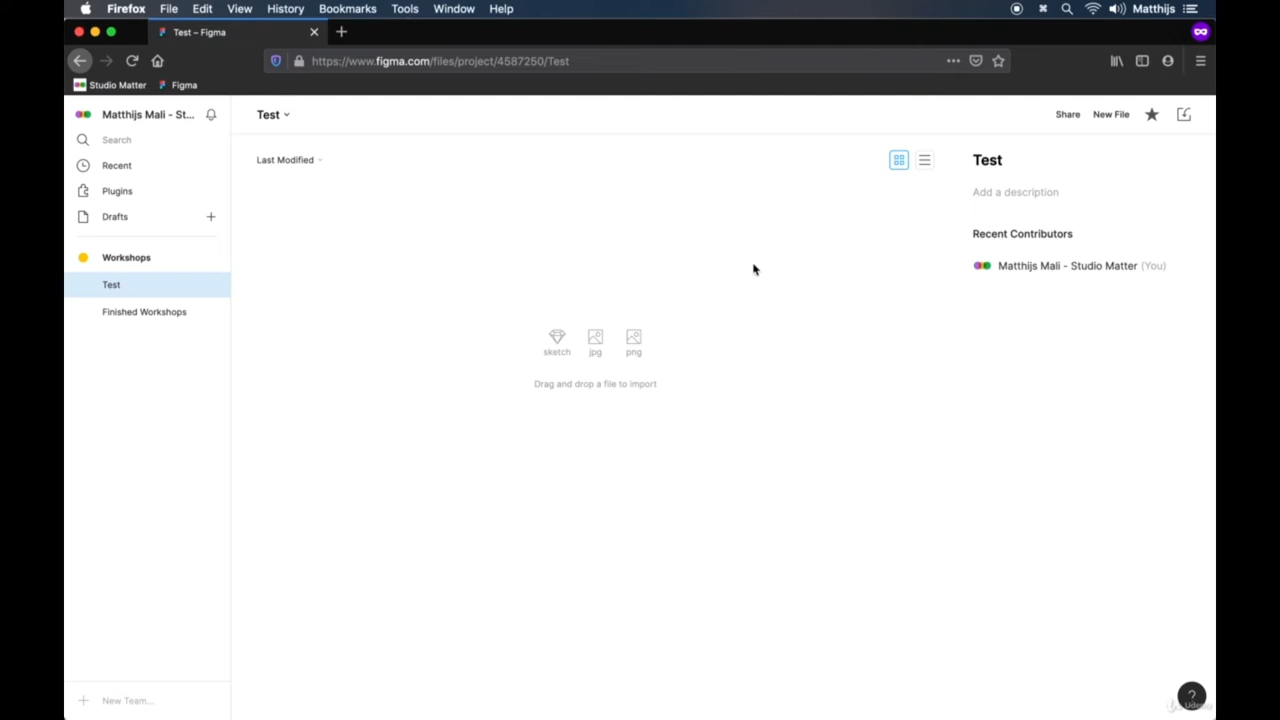 Firefox File Edit View History Bookmarks Tools Window Help Matthijs
Test – Figma
https://www.figma.com/files/project/4587250/Test
Studio Matter Figma
Matthijs Mali - St...
Test
Share New File
Search
Last Modified
Test
Recent
Plugins
Add a description
Drafts
Recent Contributors
Workshops
Matthijs Mali - Studio Matter (You)
Test
Finished Workshops
sketch jpg png
Drag and drop a file to import
New Team...
?
Udemy